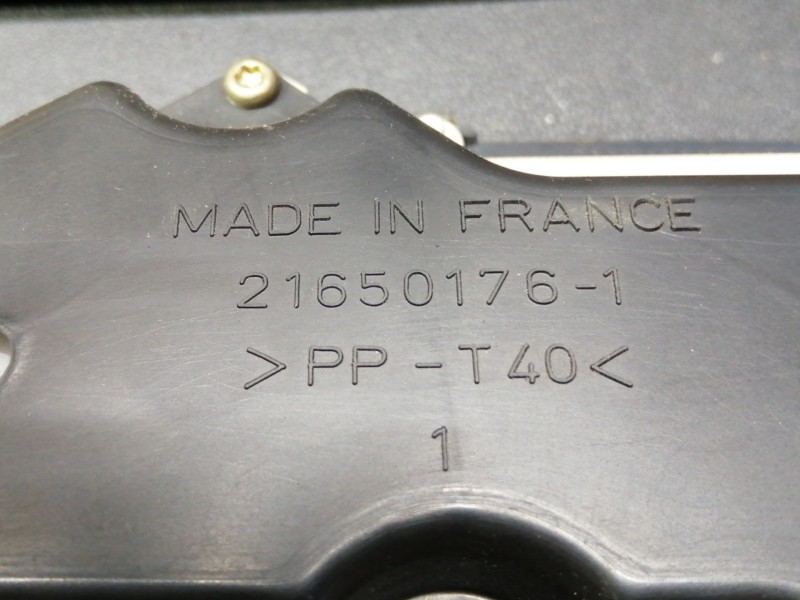 MADE IN FRANCE
21650176-1
>PP-T40<
1